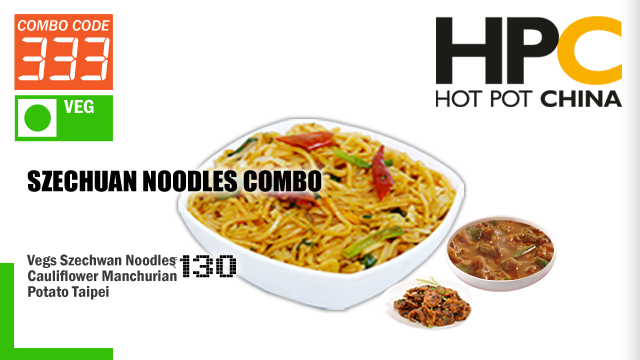 COMBO CODE
333
VEG
HPC
HOT POT CHINA
SZECHUAN NOODLES COMBO
Vegs Szechwan Noodles
Cauliflower Manchurian
Potato Taipei
130